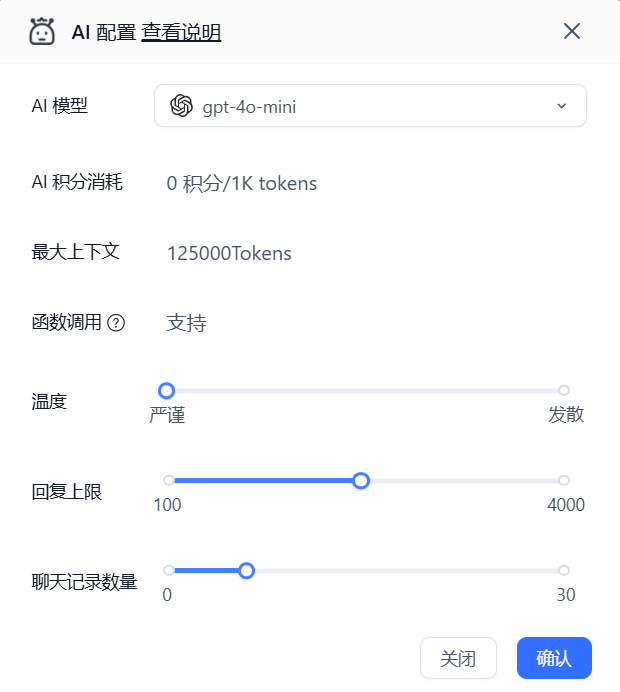 AI 配置 查看说明
AI 模型 gpt-4o-mini
AI 积分消耗 0 积分/1K tokens
最大上下文 125000Tokens
函数调用 ? 支持
温度
严谨 发散
回复上限
100 4000
聊天记录数量
0 30
关闭 确认